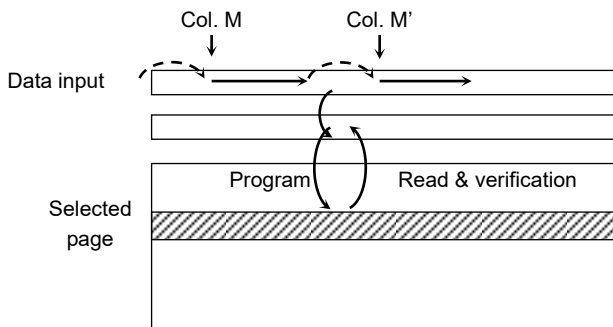 Col. M
Col. M’
Data input
Program
Read & verification
Selected
page